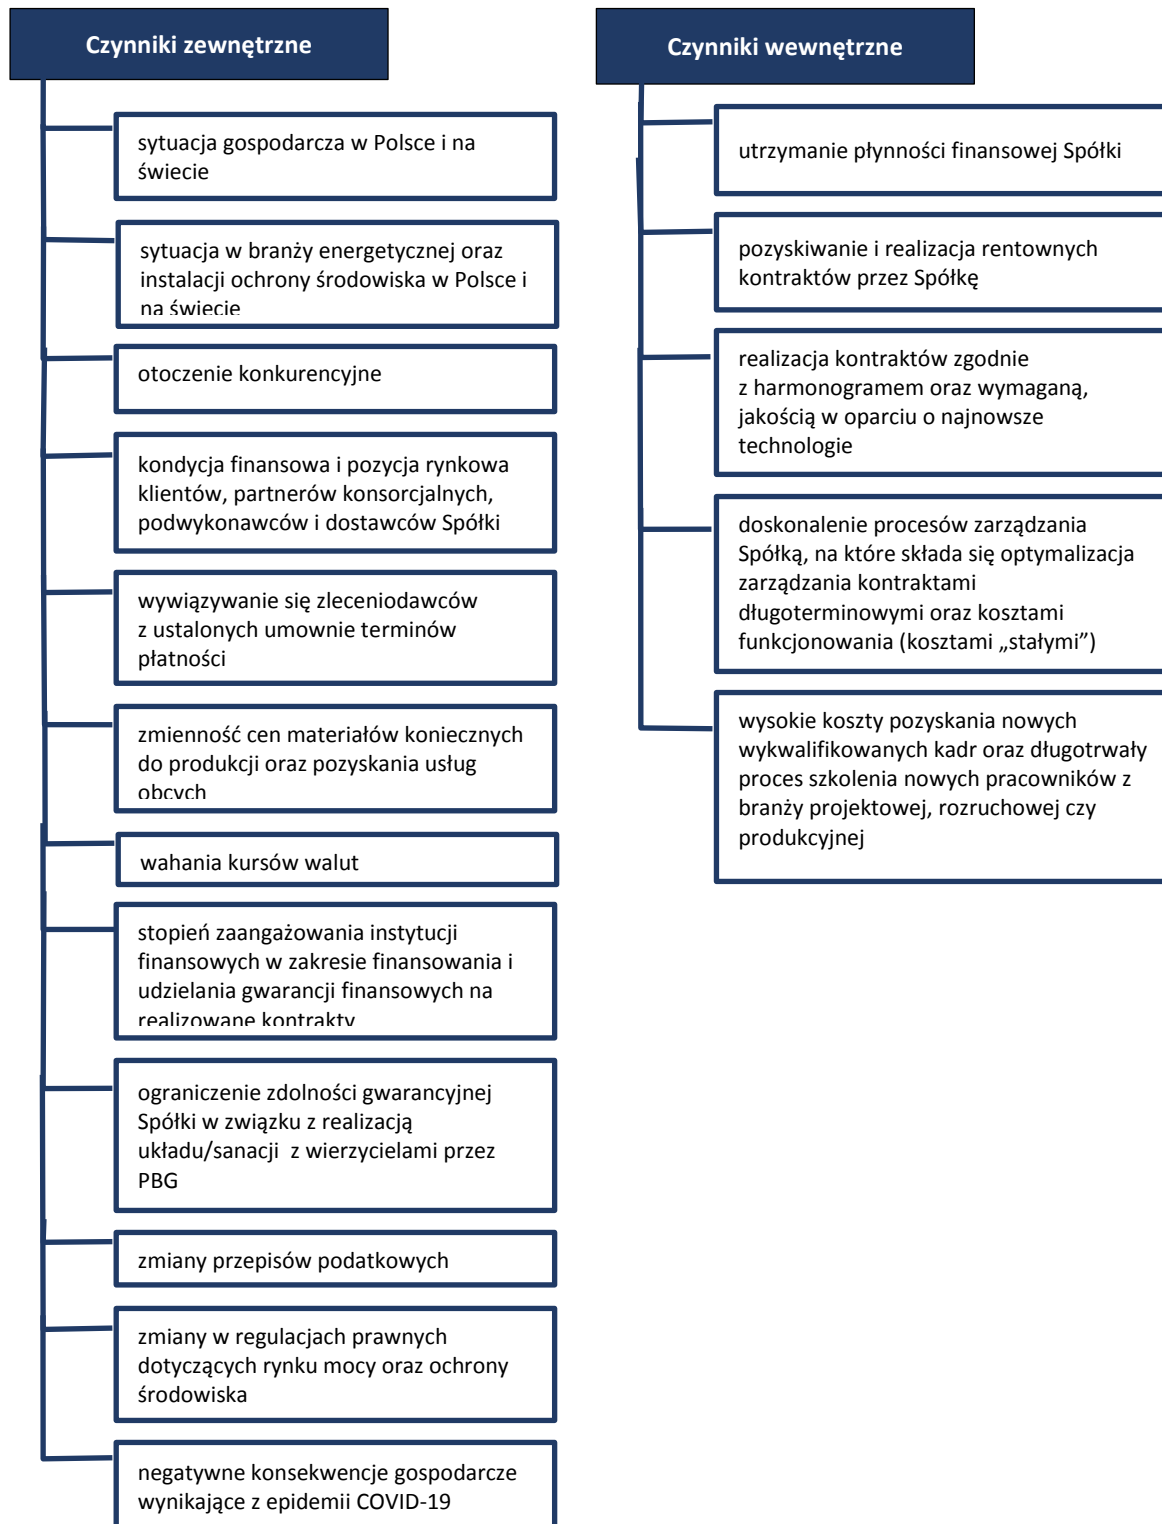 Czynniki zewnętrzne
sytuacja gospodarcza w Polsce i na
świecie
sytuacja w branży energetycznej oraz
instalacji ochrony środowiska w Polsce i
na świecie
otoczenie konkurencyjne
kondycja finansowa i pozycja rynkowa
klientów, partnerów konsorcjalnych,
podwykonawców i dostawców Spółki
wywiązywanie się zleceniodawców
z ustalonych umownie terminów
płatności
zmienność cen materiałów koniecznych
do produkcji oraz pozyskania usług
obcych
wahania kursów walut
stopień zaangażowania instytucji
finansowych w zakresie finansowania i
udzielania gwarancji finansowych na
realizowane kontrakty
ograniczenie zdolności gwarancyjnej
Spółki w związku z realizacją
układu/sanacji  z wierzycielami przez
PBG
zmiany przepisów podatkowych
zmiany w regulacjach prawnych
dotyczących rynku mocy oraz ochrony
środowiska
negatywne konsekwencje gospodarcze
wynikające z epidemii COVID-19
Czynniki wewnętrzne
utrzymanie płynności finansowej Spółki
pozyskiwanie i realizacja rentownych
kontraktów przez Spółkę
realizacja kontraktów zgodnie
z harmonogramem oraz wymaganą,
jakością w oparciu o najnowsze
technologie
doskonalenie procesów zarządzania
Spółką, na które składa się optymalizacja
zarządzania kontraktami
długoterminowymi oraz kosztami
funkcjonowania (kosztami „stałymi”)
wysokie koszty pozyskania nowych
wykwalifikowanych kadr oraz długotrwały
proces szkolenia nowych pracowników z
branży projektowej, rozruchowej czy
produkcyjnej